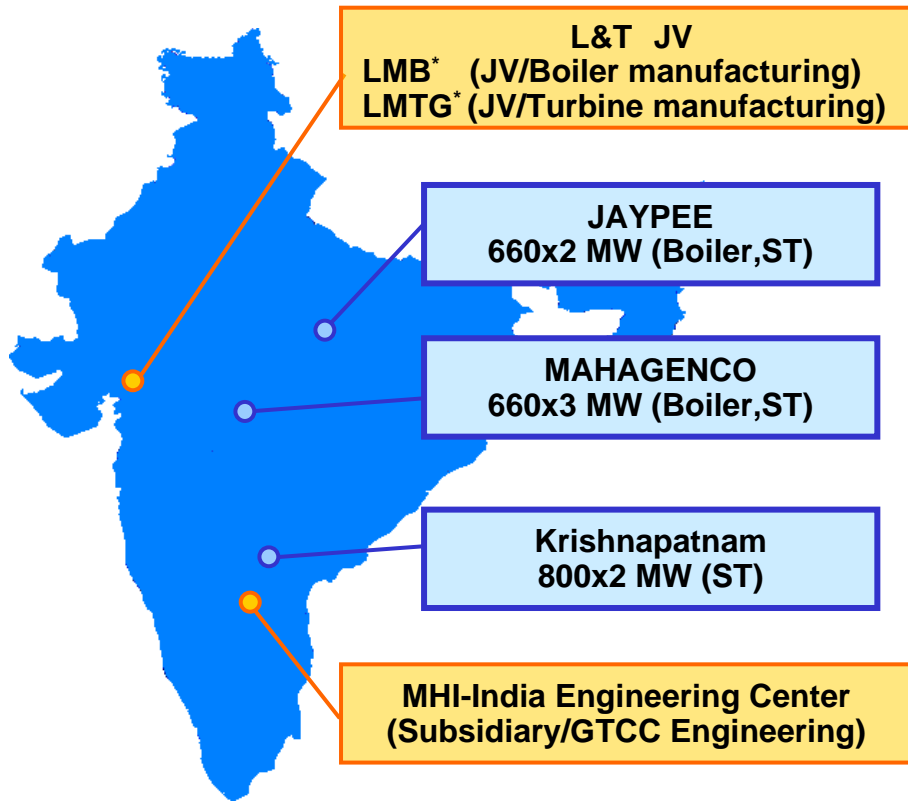 L&T JV
LMB* (JV/Boiler manufacturing)
LMTG* (JV/Turbine manufacturing)
JAYPEE
660x2 MW (Boiler,ST)
MAHAGENCO
660x3 MW (Boiler,ST)
Krishnapatnam
800x2 MW (ST)
MHI-India Engineering Center
(Subsidiary/GTCC Engineering)